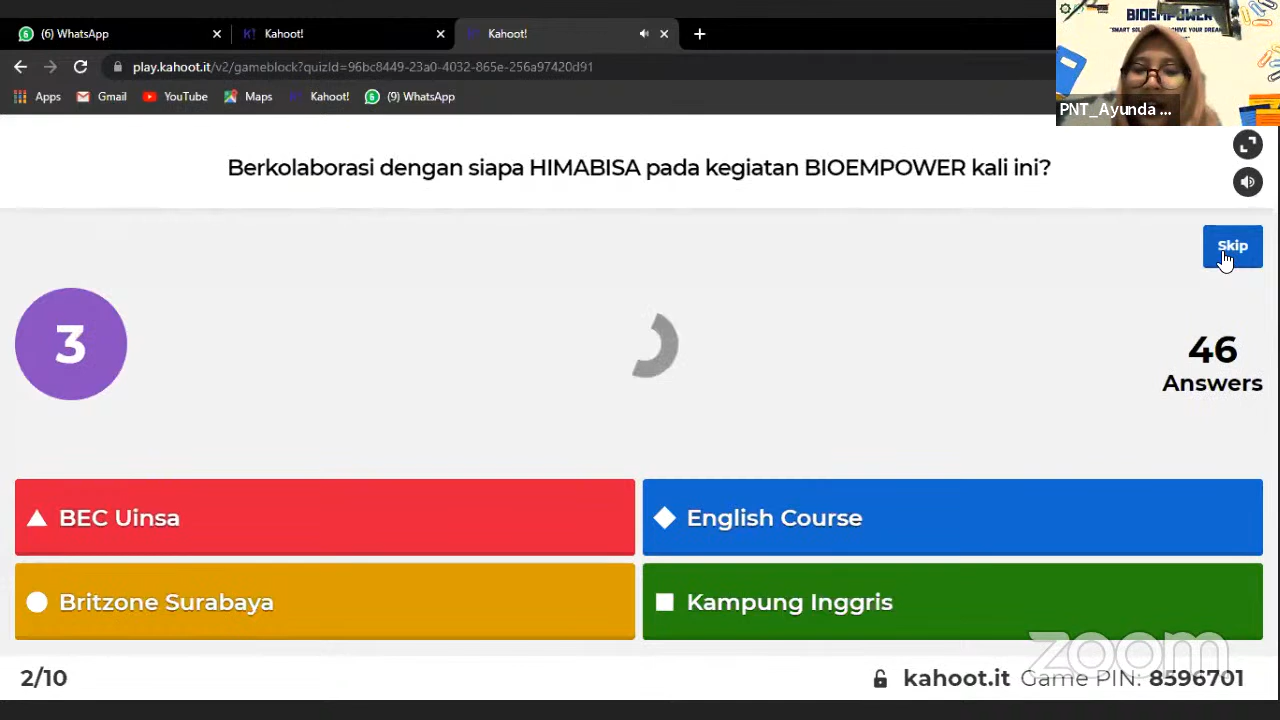 (6) WhatsApp
Kahoot!
Kahoot!
play.kahoot.it/v2/gameblock?quizId=96bc8449-23a0-4032-865e-256a97420d91
Apps
Gmail
YouTube
Maps
Kahoot!
(9) WhatsApp
BIOEMPOWER
PNT_Ayunda ...
Berkolaborasi dengan siapa HIMABISA pada kegiatan BIOEMPOWER kali ini?
Skip
3
46
Answers
BEC Uinsa
English Course
Britzone Surabaya
Kampung Inggris
zoom
2/10
kahoot.it Game PIN: 8596701